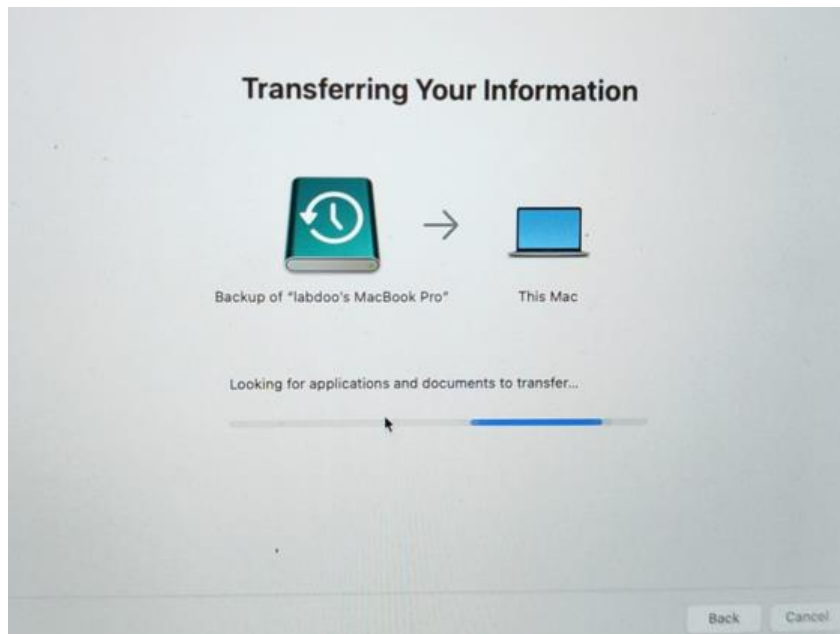 Transferring Your Information
Backup of "labdoo's MacBook Pro"
This Mac
Looking for applications and documents to transfer...
Back
Cancel